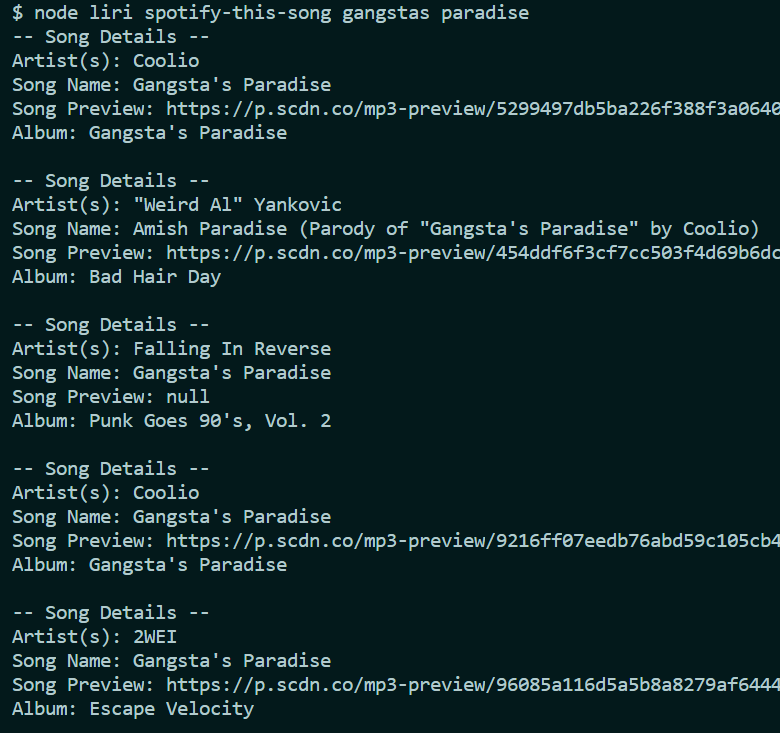 $ node liri spotify-this-song gangstas paradise
-- Song Details --
Artist(s): Coolio
Song Name: Gangsta's Paradise
Song Preview: https://p.scdn.co/mp3-preview/5299497db5ba226f388f3a0640
Album: Gangsta's Paradise
-- Song Details --
Artist(s): "Weird Al" Yankovic
Song Name: Amish Paradise (Parody of "Gangsta's Paradise" by Coolio)
Song Preview: https://p.scdn.co/mp3-preview/454ddf6f3cf7cc503f4d69b6dc
Album: Bad Hair Day
-- Song Details --
Artist(s): Falling In Reverse
Song Name: Gangsta's Paradise
Song Preview: null
Album: Punk Goes 90's, Vol. 2
-- Song Details --
Artist(s): Coolio
Song Name: Gangsta's Paradise
Song Preview: https://p.scdn.co/mp3-preview/9216ff07eedb76abd59c105cb4
Album: Gangsta's Paradise
-- Song Details --
Artist(s): 2WEI
Song Name: Gangsta's Paradise
Song Preview: https://p.scdn.co/mp3-preview/96085a116d5a5b8a8279af6444
Album: Escape Velocity